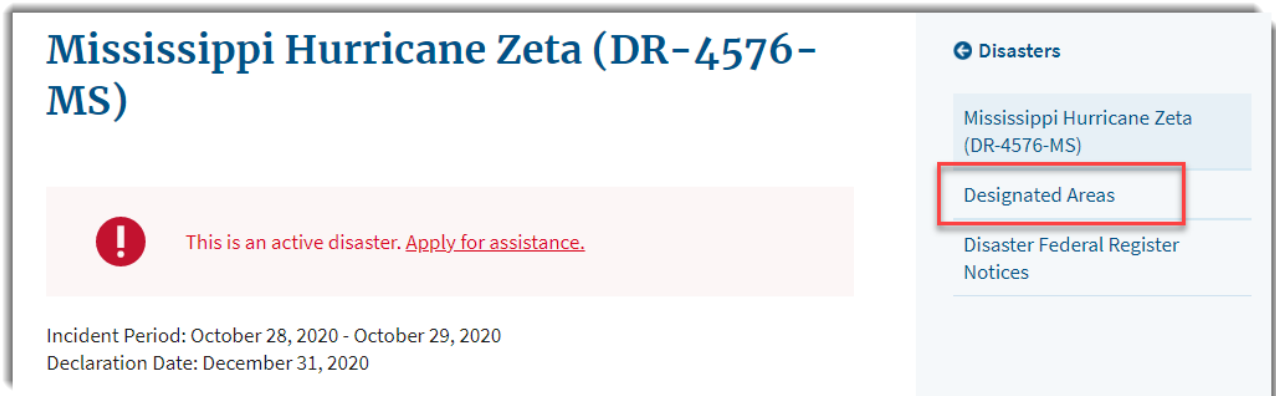 Mississippi Hurricane Zeta (DR-4576-
MS)
This is an active disaster. Apply for assistance.
Incident Period: October 28, 2020 - October 29, 2020
Declaration Date: December 31, 2020
Disasters
Mississippi Hurricane Zeta
(DR-4576-MS)
Designated Areas
Disaster Federal Register
Notices